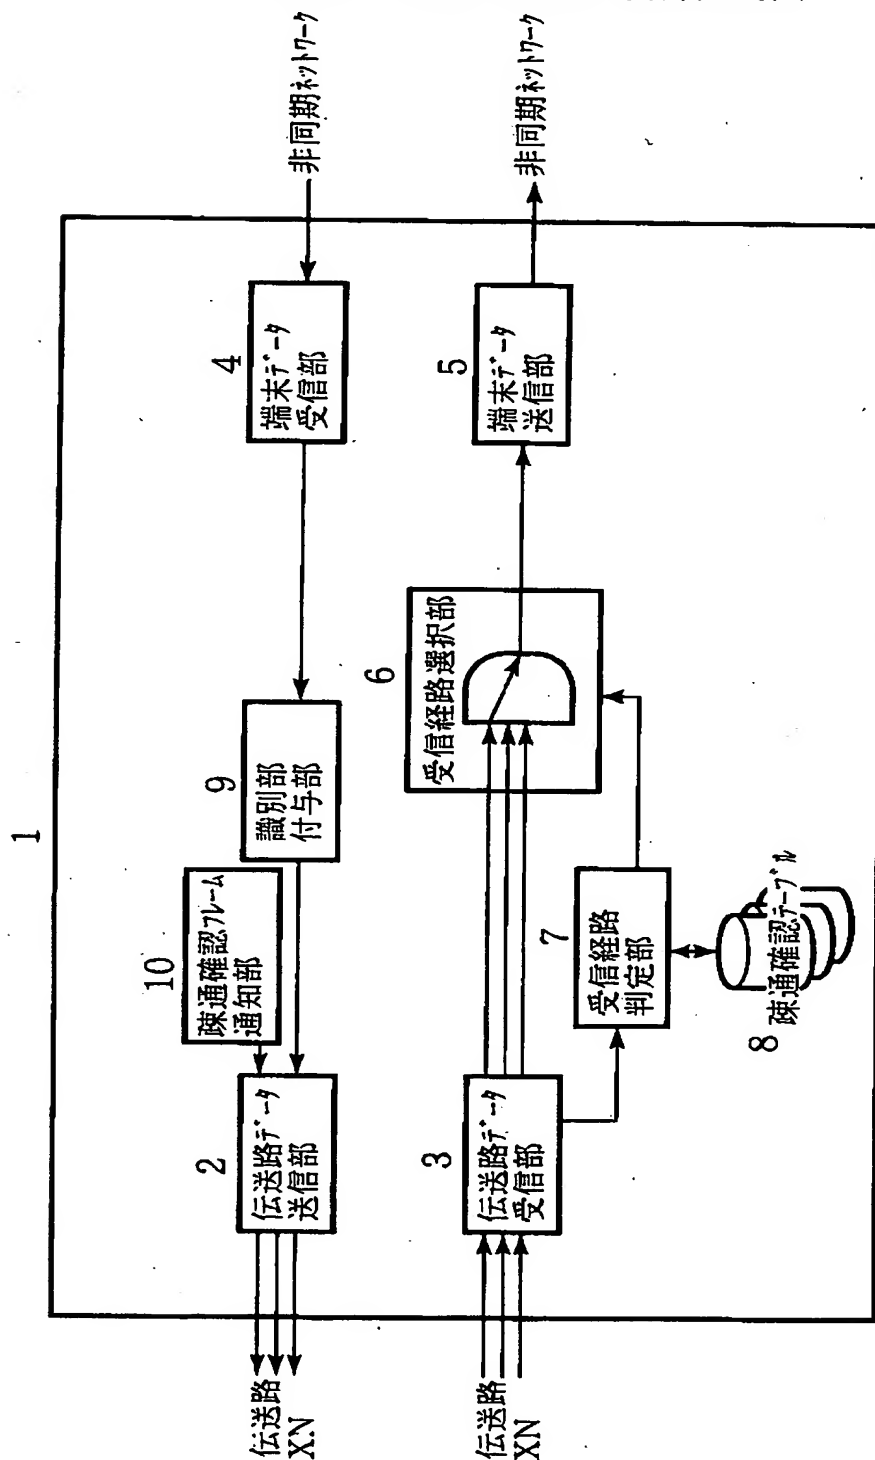 1
伝送路
XN
2
伝送路データ
送信部
10
疎通確認フレーム
通知部
9
識別部
付与部
4
端末データ
受信部
非同期ネットワーク
伝送路
XN
3
伝送路データ
受信部
7
受信経路
判定部
8
疎通確認テーブル
6
受信経路選択部
5
端末データ
送信部
非同期ネットワーク